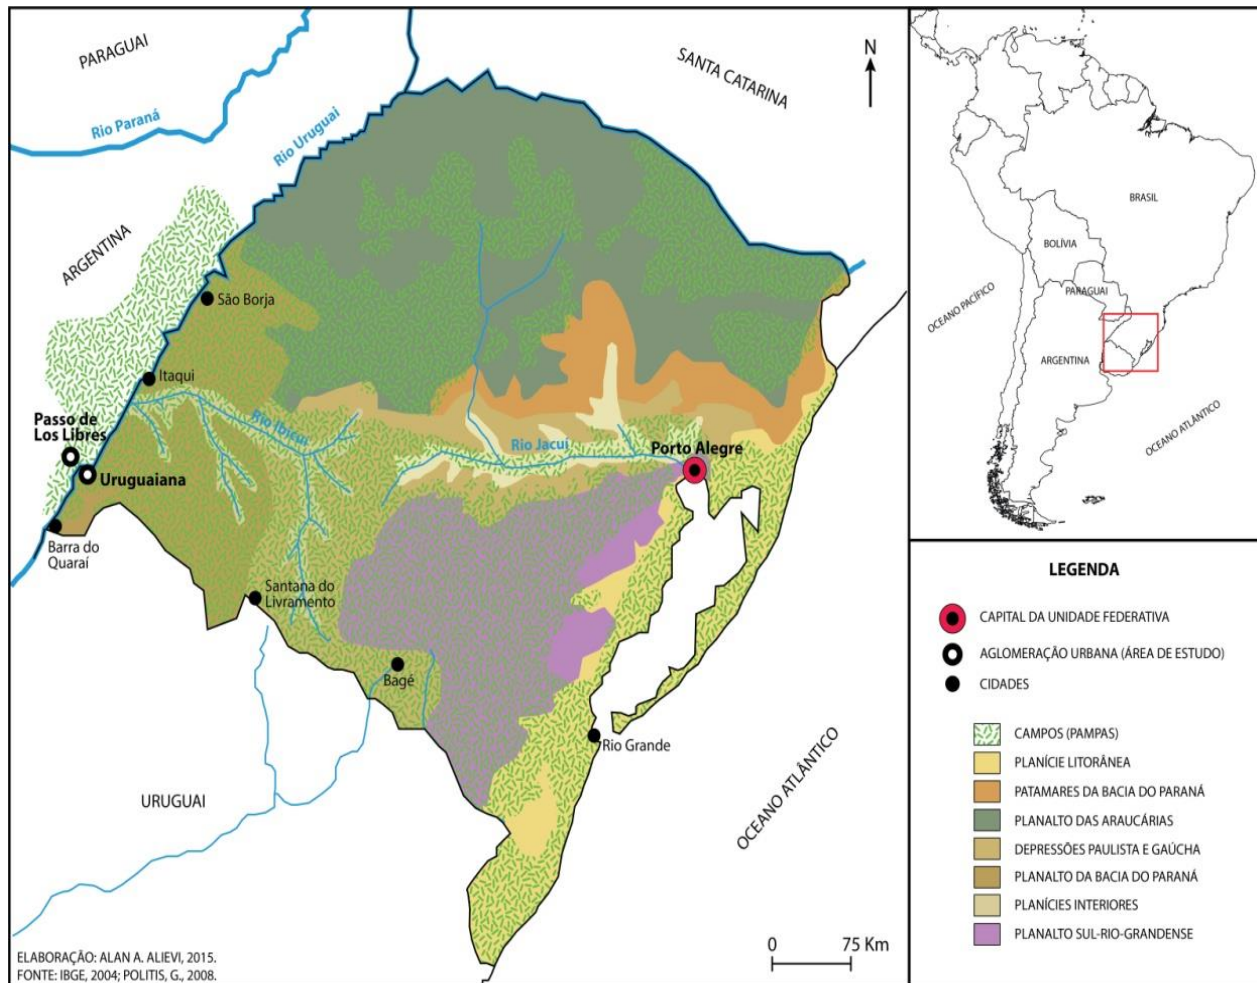 PARAGUAI
SANTA CATARINA
N
Rio Paraná
Rio Uruguai
ARGENTINA
São Borja
Itaqui
Passo de
Los Libres
Rio Ibicuí
Rio Jacuí
Porto Alegre
Uruguaiana
Barra do
Quaraí
Santana do
Livramento
Bagé
Rio Grande
URUGUAI
OCEANO ATLÂNTICO
ELABORAÇÃO: ALAN A. ALIEVI, 2015.
FONTE: IBGE, 2004; POLITIS, G., 2008.
0 75 Km
BRASIL
BOLÍVIA
PARAGUAI
OCEANO PACÍFICO
ARGENTINA
OCEANO ATLÂNTICO
LEGENDA
CAPITAL DA UNIDADE FEDERATIVA
AGLOMERAÇÃO URBANA (ÁREA DE ESTUDO)
CIDADES
CAMPOS (PAMPAS)
PLANÍCIE LITORÂNEA
PATAMARES DA BACIA DO PARANÁ
PLANALTO DAS ARAUCÁRIAS
DEPRESSÕES PAULISTA E GAÚCHA
PLANALTO DA BACIA DO PARANÁ
PLANÍCIES INTERIORES
PLANALTO SUL-RIO-GRANDENSE